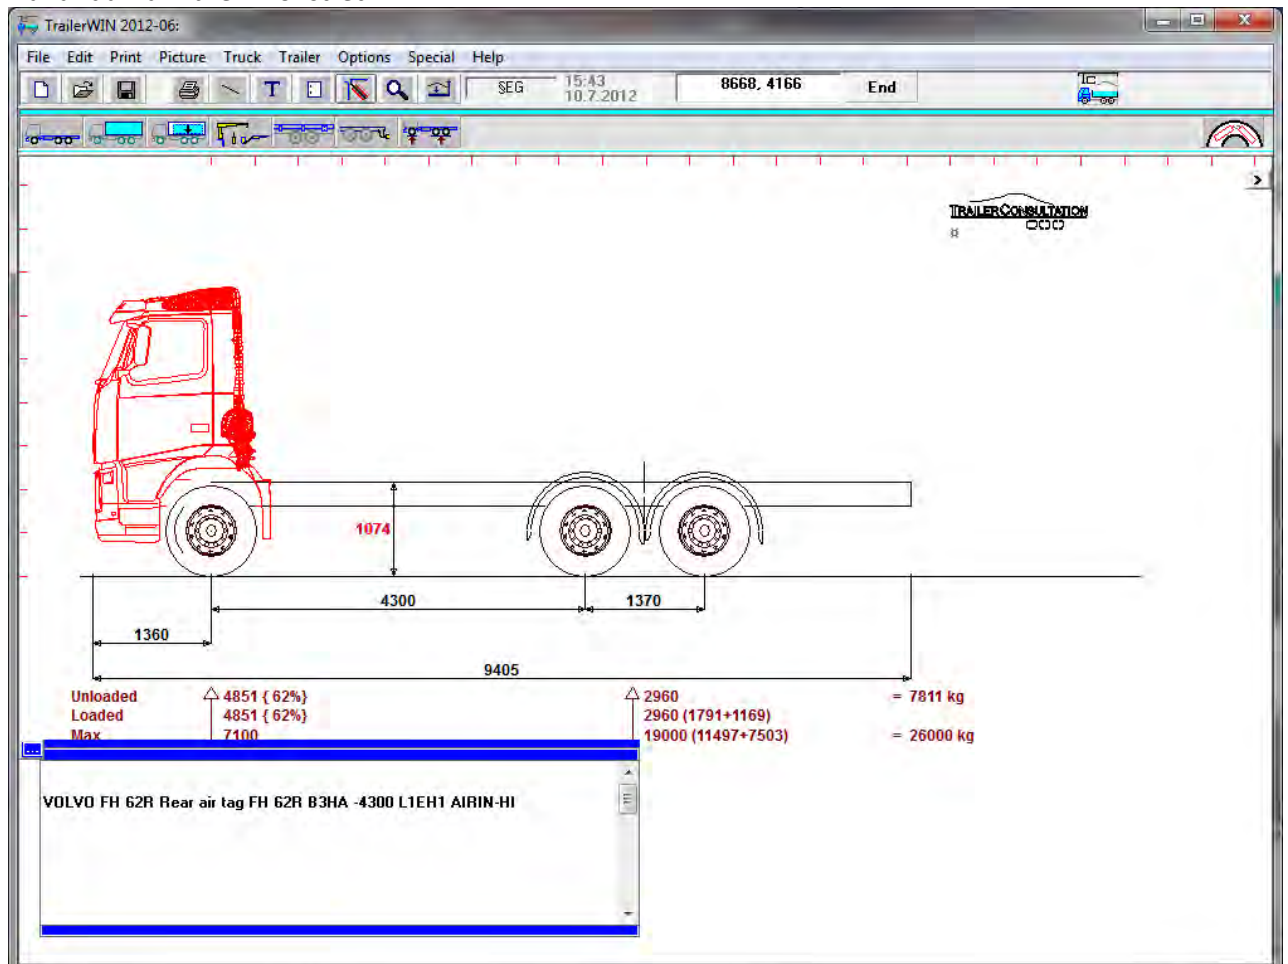 TrailerWIN 2012-06:
File Edit Print Picture Truck Trailer Options Special Help
T SEG 15:43 8668, 4166 End
10.7.2012
TRAILERCONSULTATION
1074
4300 1370
1360
9405
Unloaded 4851 { 62%} 2960 = 7811 kg
Loaded 4851 { 62%} 2960 (1791+1169)
Max 7100 19000 (11497+7503) = 26000 kg
VOLVO FH 62R Rear air tag FH 62R B3HA -4300 L1EH1 AIRIN-HI